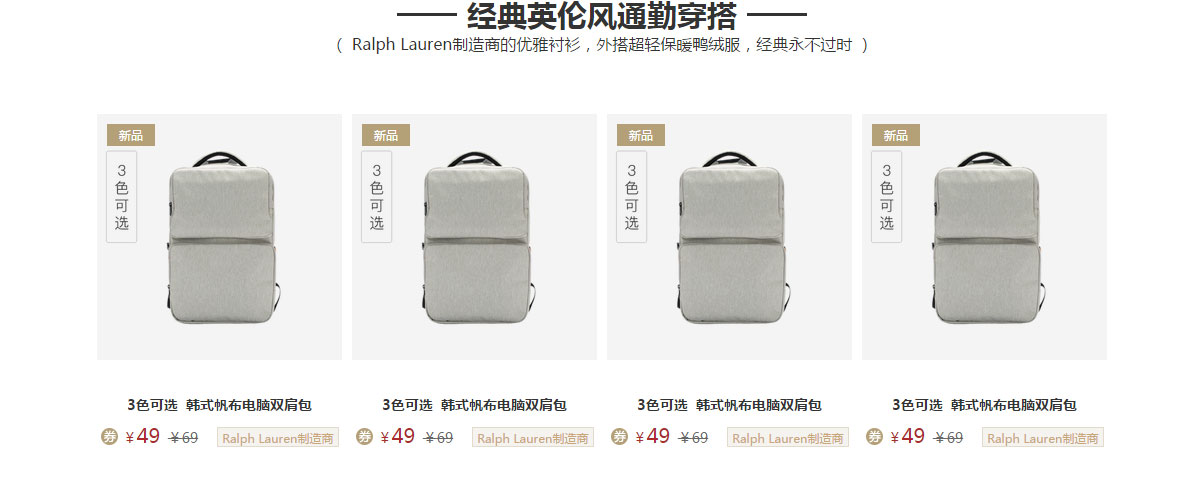 经典英伦风通勤穿搭
( Ralph Lauren制造商的优雅衬衫，外搭超轻保暖鸭绒服，经典永不过时 )
新品
3色可选
新品
3色可选
新品
3色可选
新品
3色可选
3色可选 韩式帆布电脑双肩包
券 ¥49 ¥69 Ralph Lauren制造商
3色可选 韩式帆布电脑双肩包
券 ¥49 ¥69 Ralph Lauren制造商
3色可选 韩式帆布电脑双肩包
券 ¥49 ¥69 Ralph Lauren制造商
3色可选 韩式帆布电脑双肩包
券 ¥49 ¥69 Ralph Lauren制造商